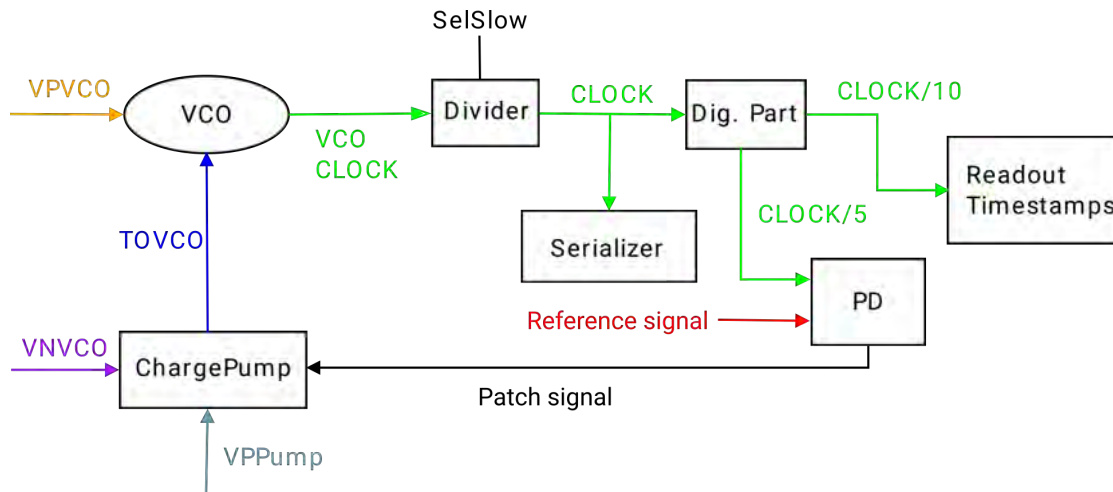 SelSlow
VPVCO
VCO
VCO
CLOCK
Divider
CLOCK
Dig. Part
CLOCK/10
Readout
Timestamps
CLOCK/5
Serializer
TOVCO
PD
Reference signal
VNVCO
ChargePump
Patch signal
VPPump